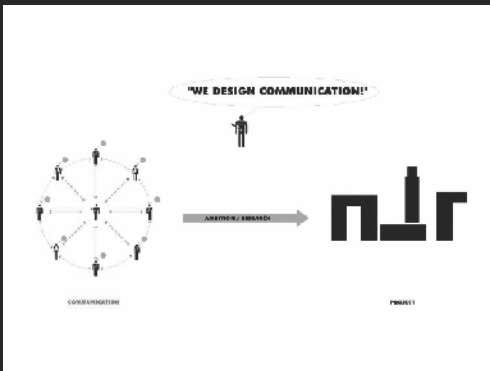 "WE DESIGN COMMUNICATION!"
AMBITION / RESEARCH
COMMUNICATION
PROJECT